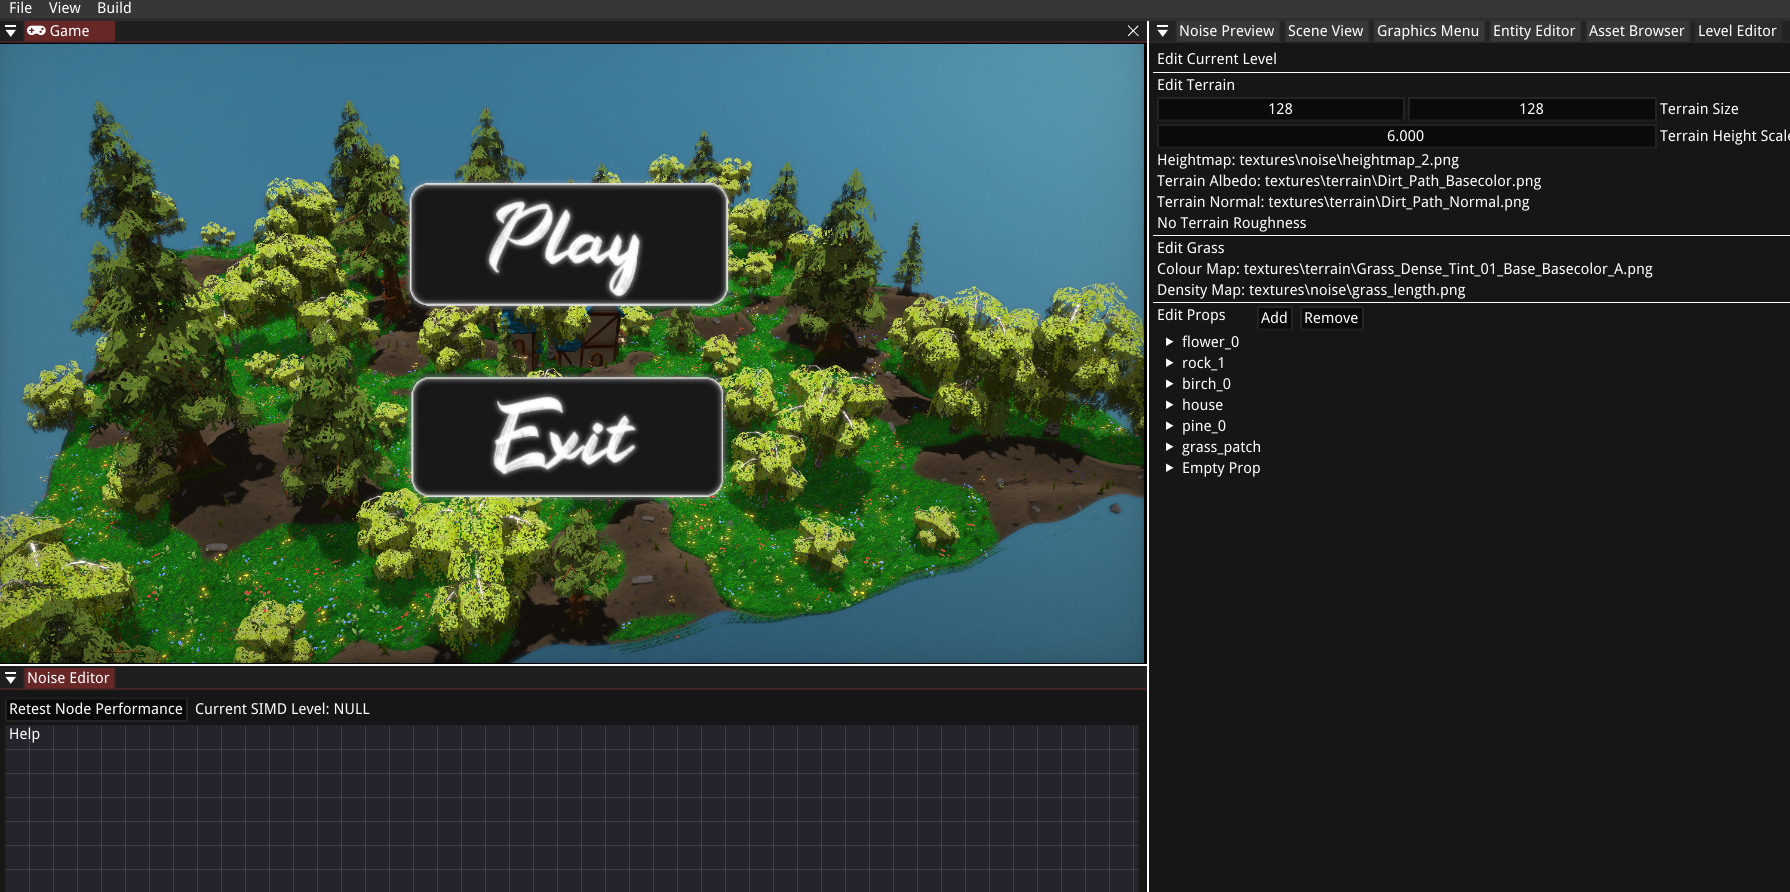 File View Build
Game
Play
Exit
Noise Editor
Retest Node Performance Current SIMD Level: NULL
Help
Noise Preview Scene View Graphics Menu Entity Editor Asset Browser Level Editor
Edit Current Level
Edit Terrain
128 128 Terrain Size
6.000 Terrain Height Scale
Heightmap: textures\noise\heightmap_2.png
Terrain Albedo: textures\terrain\Dirt_Path_Basecolor.png
Terrain Normal: textures\terrain\Dirt_Path_Normal.png
No Terrain Roughness
Edit Grass
Colour Map: textures\terrain\Grass_Dense_Tint_01_Base_Basecolor_A.png
Density Map: textures\noise\grass_length.png
Edit Props Add Remove
flower_0
rock_1
birch_0
house
pine_0
grass_patch
Empty Prop